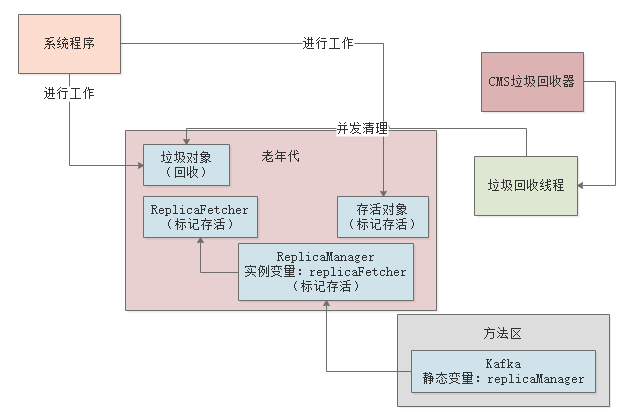 系统程序
进行工作
进行工作
CMS垃圾回收器
并发清理
垃圾对象
（回收）
老年代
垃圾回收线程
ReplicaFetcher
（标记存活）
存活对象
（标记存活）
ReplicaManager
实例变量：replicaFetcher
（标记存活）
方法区
Kafka
静态变量：replicaManager